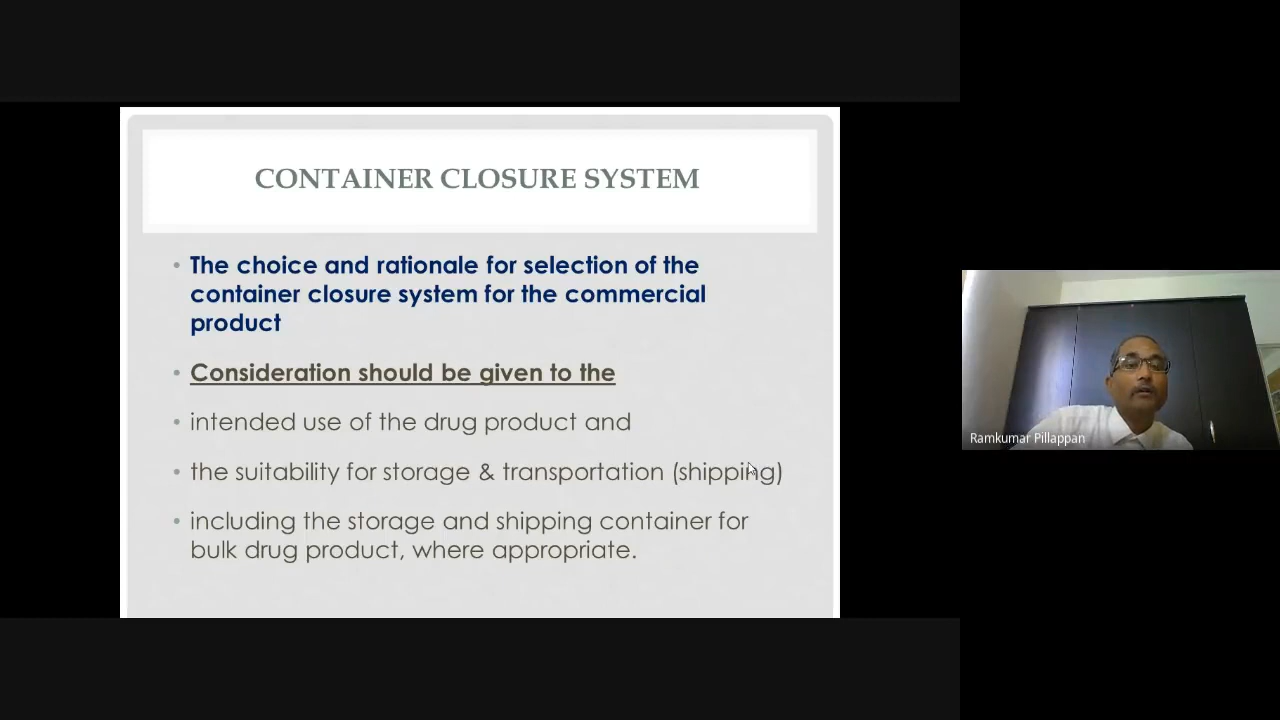 CONTAINER CLOSURE SYSTEM
• The choice and rationale for selection of the
container closure system for the commercial
product
• Consideration should be given to the
• intended use of the drug product and
• the suitability for storage & transportation (shipping)
• including the storage and shipping container for
bulk drug product, where appropriate.
Ramkumar Pillappan